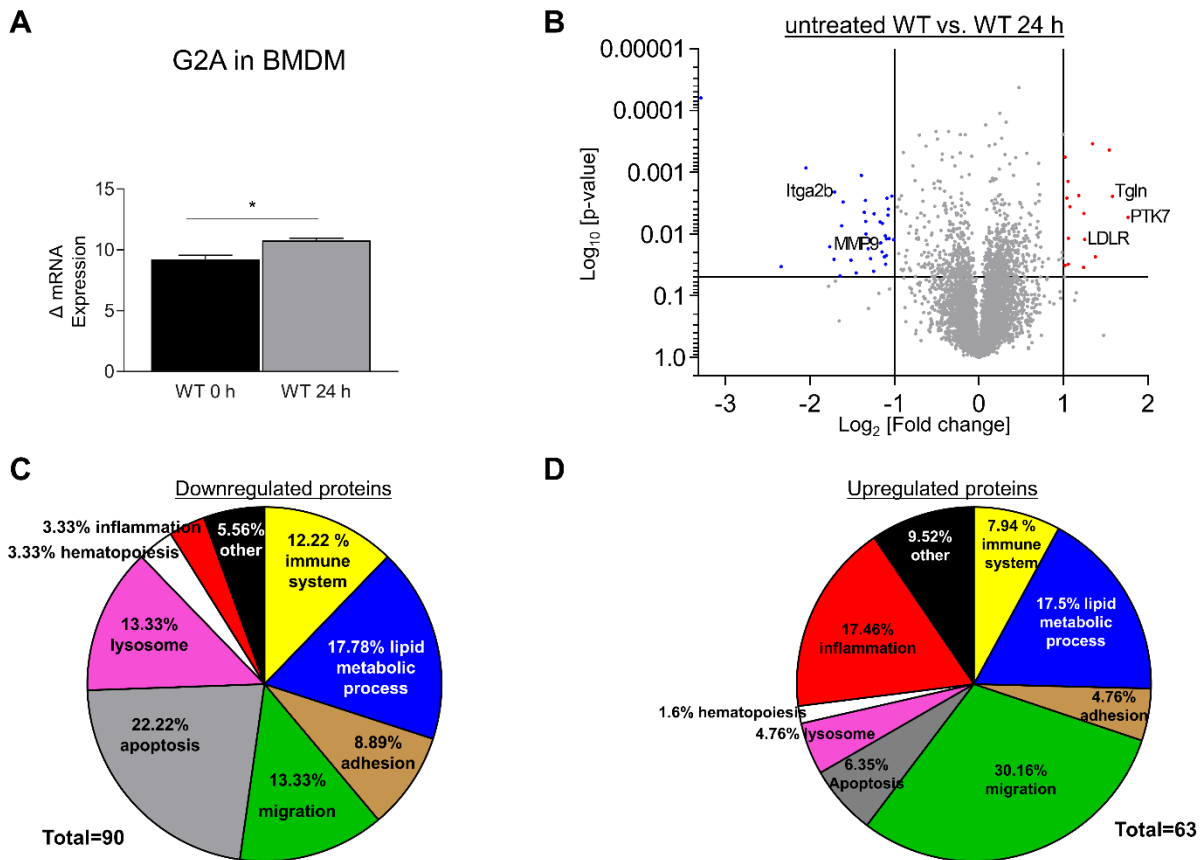 A
G2A in BMDM
Δ mRNA
Expression
15
10
5
0
*
WT 0 h
WT 24 h
B
untreated WT vs. WT 24 h
Log10 [p-value]
0.00001
0.0001
0.001
0.01
0.1
1.0
Itga2b
MMP9
Tgln
PTK7
LDLR
-3
-2
-1
0
1
2
Log2 [Fold change]
C
Downregulated proteins
3.33% inflammation
3.33% hematopoiesis
5.56%
other
12.22 %
immune
system
17.78% lipid
metabolic
process
8.89%
adhesion
13.33%
migration
22.22%
apoptosis
13.33%
lysosome
Total=90
D
Upregulated proteins
9.52%
other
7.94 %
immune
system
17.5% lipid
metabolic
process
4.76%
adhesion
30.16%
migration
6.35%
Apoptosis
4.76% lysosome
1.6% hematopoiesis
17.46%
inflammation
Total=63